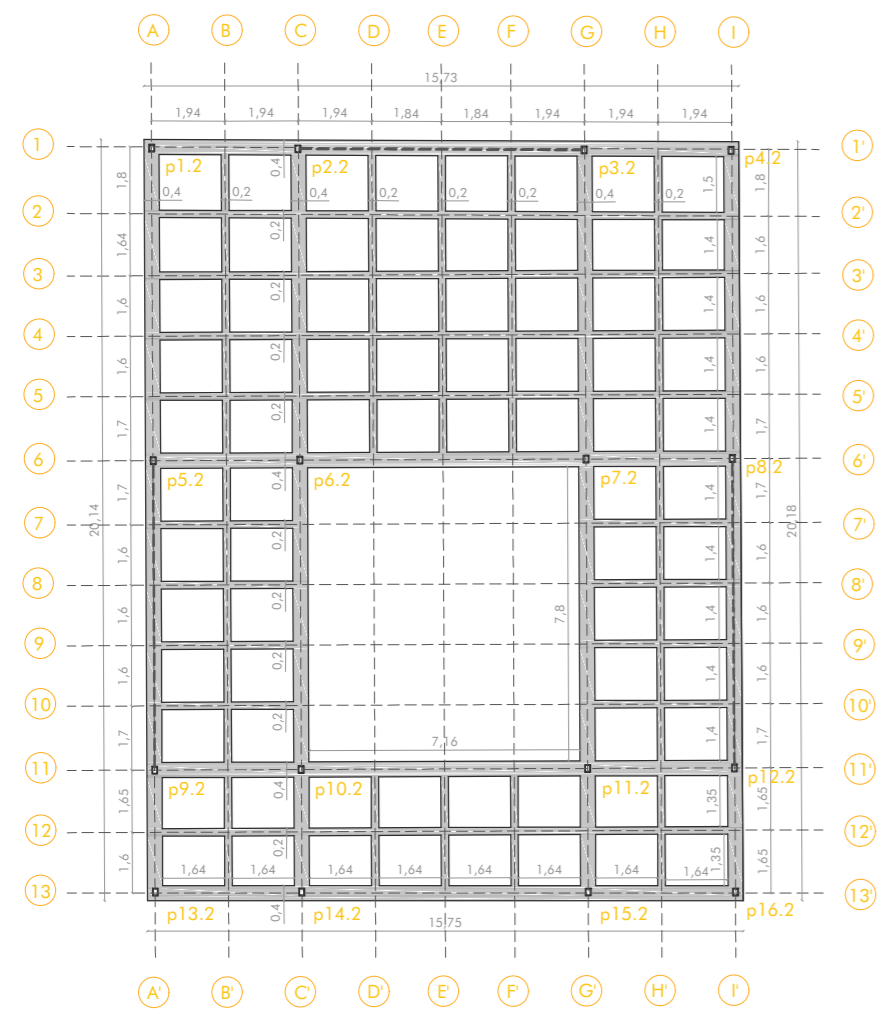 A B C D E F G H I
15,73
1,94 1,94 1,94 1,84 1,84 1,94 1,94 1,94
1 1'
p1.2 0,4 p2.2 p3.2 p4.2
1,8 1,5 1,8
0,4 0,2 0,4 0,2 0,2 0,2 0,4 0,2
2 2'
1,64 0,2 1,4 1,6
3 3'
1,6 0,2 1,4 1,6
4 4'
1,6 0,2 1,4 1,6
5 5'
1,7 0,2 1,4 1,7
6 6'
p5.2 0,4 p6.2 p7.2 p8.2
1,7 1,4 1,7
20,14 20,18
7 7'
1,6 0,2 1,4 1,6
8 8'
1,6 0,2 7,8 1,4 1,6
9 9'
1,6 0,2 1,4 1,6
10 10'
1,7 0,2 7,16 1,4 1,7
11 11'
p9.2 0,4 p10.2 p11.2 p12.2
1,65 1,35 1,65
12 12'
1,6 0,2 1,35 1,65
1,64 1,64 1,64 1,64 1,64 1,64 1,64 1,64
13 13'
p13.2 0,4 p14.2 p15.2 p16.2
15,75
A' B' C' D' E' F' G' H' I'